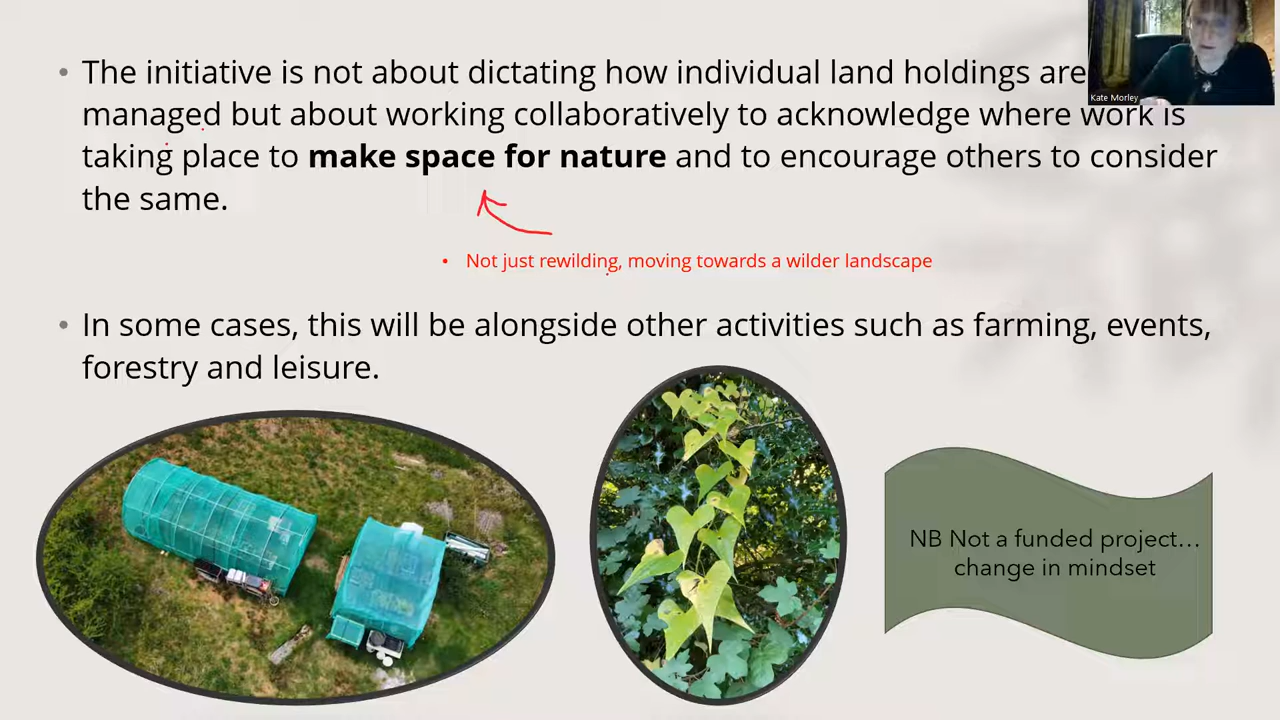 • The initiative is not about dictating how individual land holdings are
Kate Morley
managed but about working collaboratively to acknowledge where work is
taking place to make space for nature and to encourage others to consider
the same.
• Not just rewilding, moving towards a wilder landscape
• In some cases, this will be alongside other activities such as farming, events,
forestry and leisure.
NB Not a funded project…
change in mindset